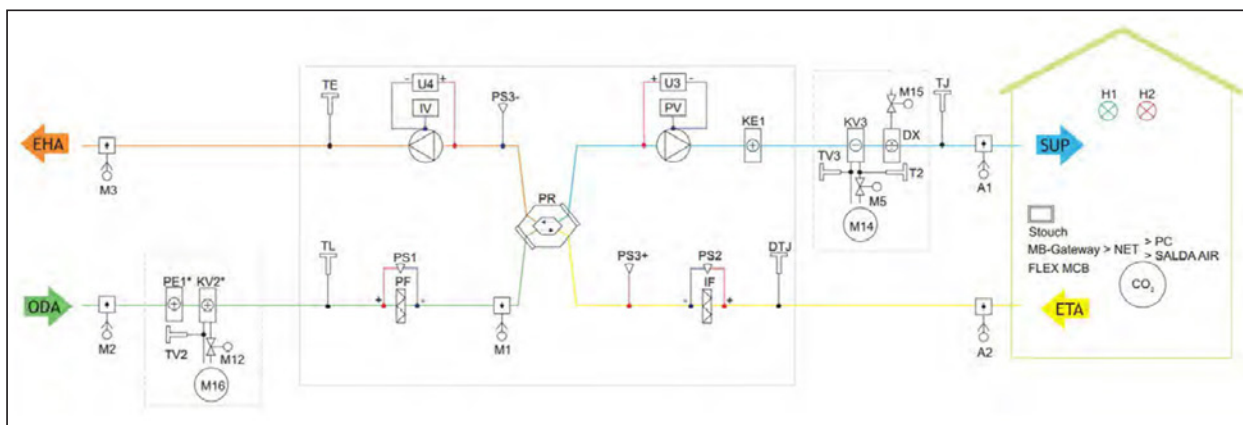 TE
- U4 +
IV
PS3-
+ U3 -
PV
KE1
KV3
M15
DX
TJ
H1 H2
EHA
SUP
M3
TV3
T2
M5
M14
A1
PR
TL
PS1
PF
+ -
PS3+
PS2
IF
- +
DTJ
Stouch
MB-Gateway > NET > PC
> SALDA AIR
FLEX MCB
CO2
PE1* KV2*
ODA
ETA
M2
TV2
M12
M16
M1
A2